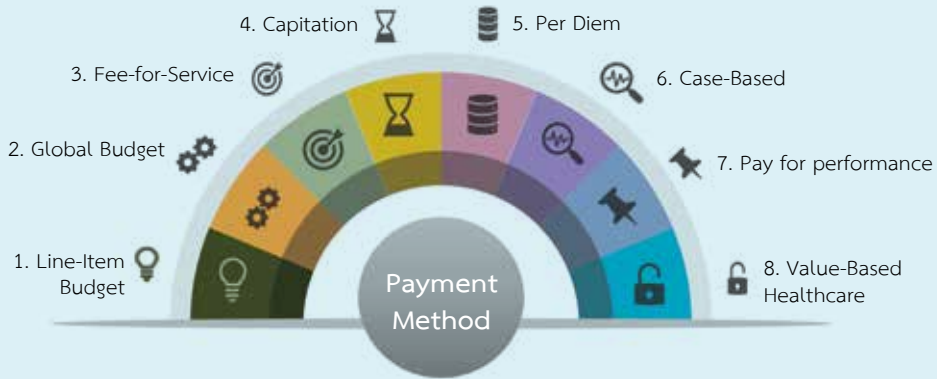 1. Line-Item
Budget
2. Global Budget
3. Fee-for-Service
4. Capitation
5. Per Diem
6. Case-Based
7. Pay for performance
8. Value-Based
Healthcare
Payment
Method